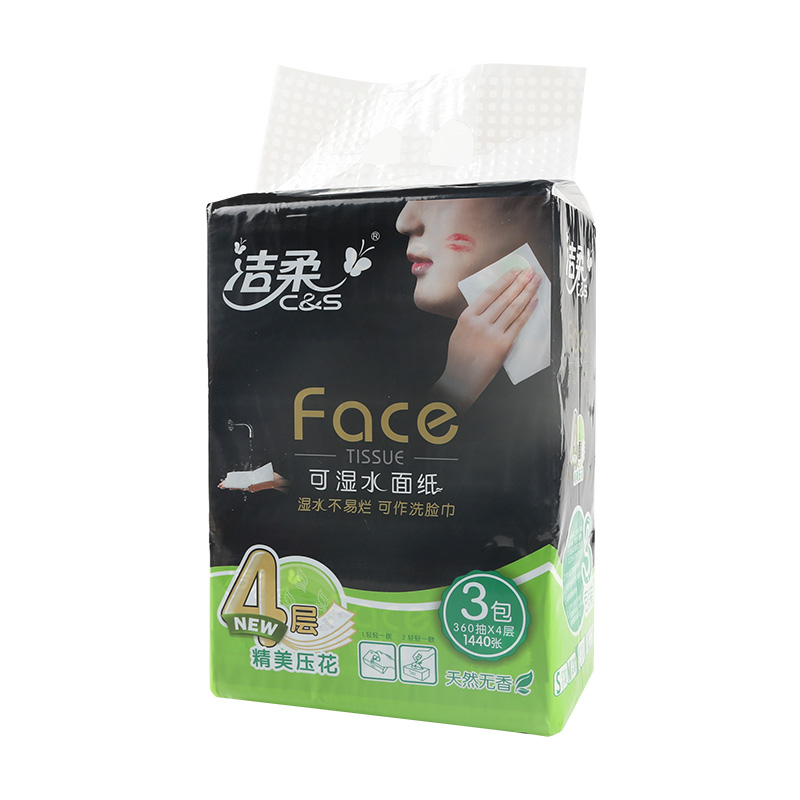 洁柔®
C&S
Face
TISSUE
可湿水面纸
湿水不易烂 可作洗脸巾
4层
NEW
精美压花
3包
360抽X4层
1440张
天然无香
4层